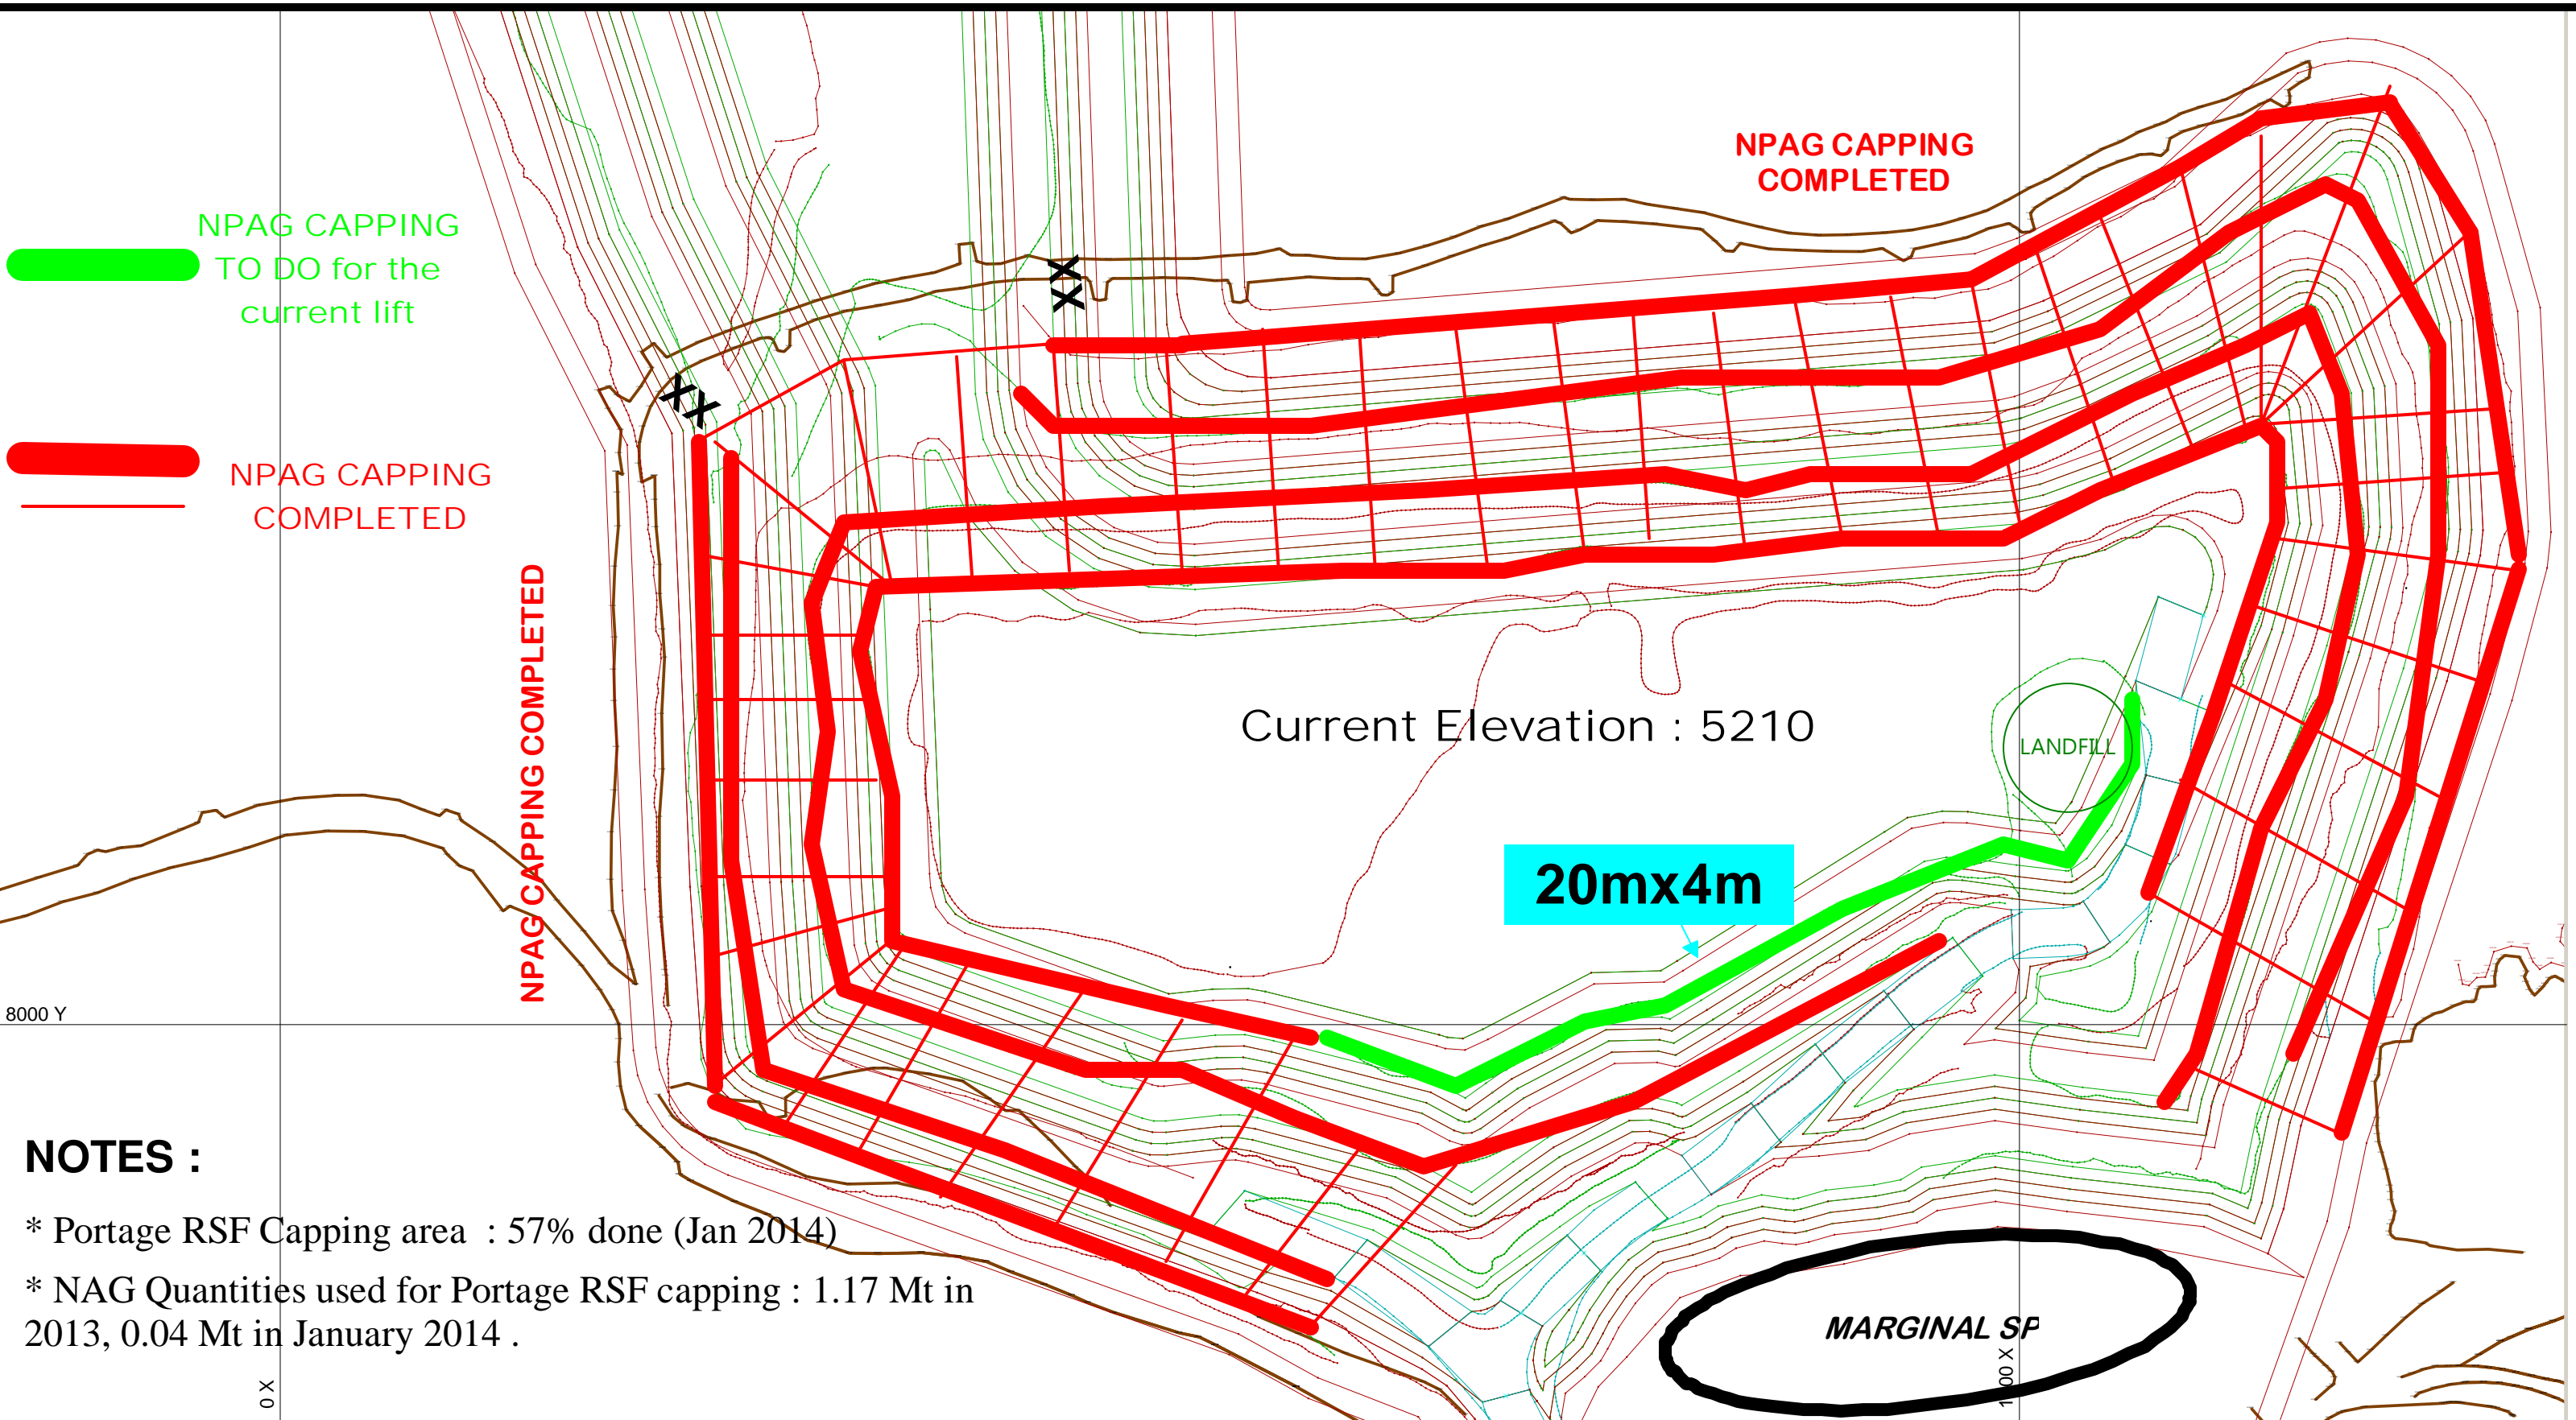 NPAG CAPPING
COMPLETED
NPAG CAPPING
TO DO for the
current lift
XX
XX
NPAG CAPPING
COMPLETED
NPAG CAPPING COMPLETED
Current Elevation : 5210
LANDFILL
20mx4m
8000 Y
NOTES :
* Portage RSF Capping area : 57% done (Jan 2014)
* NAG Quantities used for Portage RSF capping : 1.17 Mt in
2013, 0.04 Mt in January 2014 .
MARGINAL SP
0 X